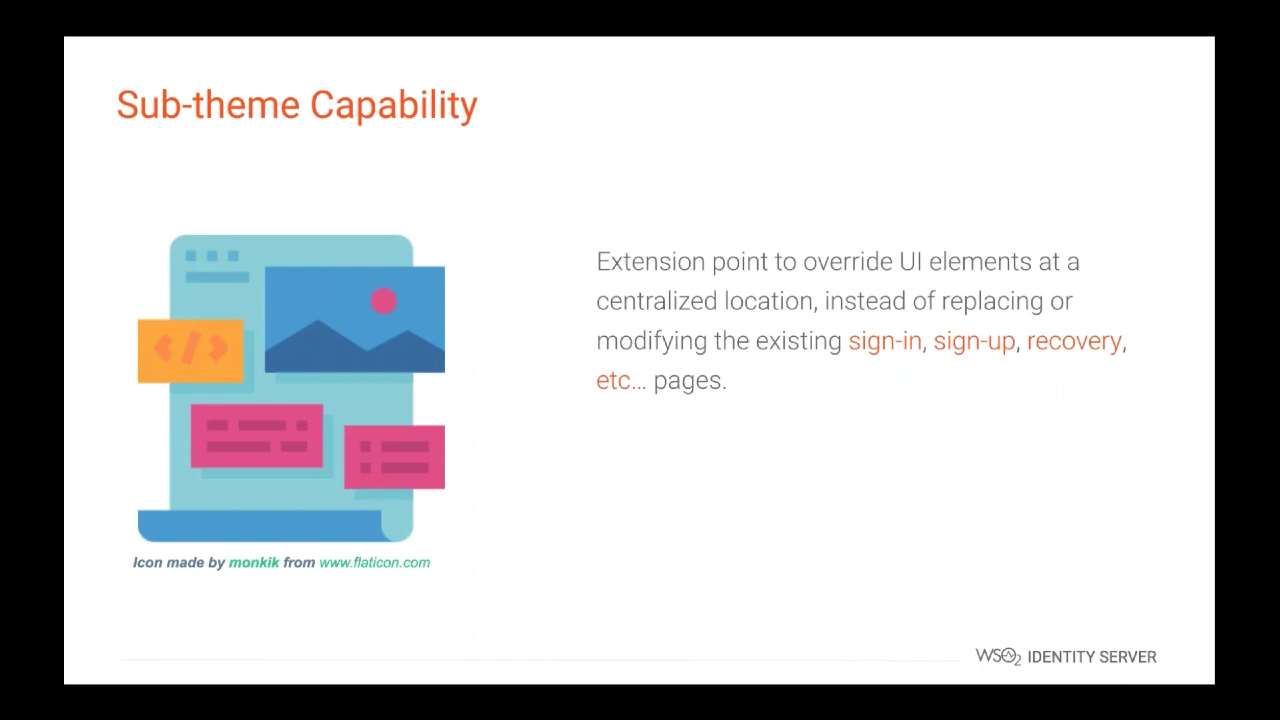 Sub-theme Capability
Extension point to override UI elements at a
centralized location, instead of replacing or
modifying the existing sign-in, sign-up, recovery,
etc... pages.
</>
Icon made by monkik from www.flaticon.com
WSO2 IDENTITY SERVER